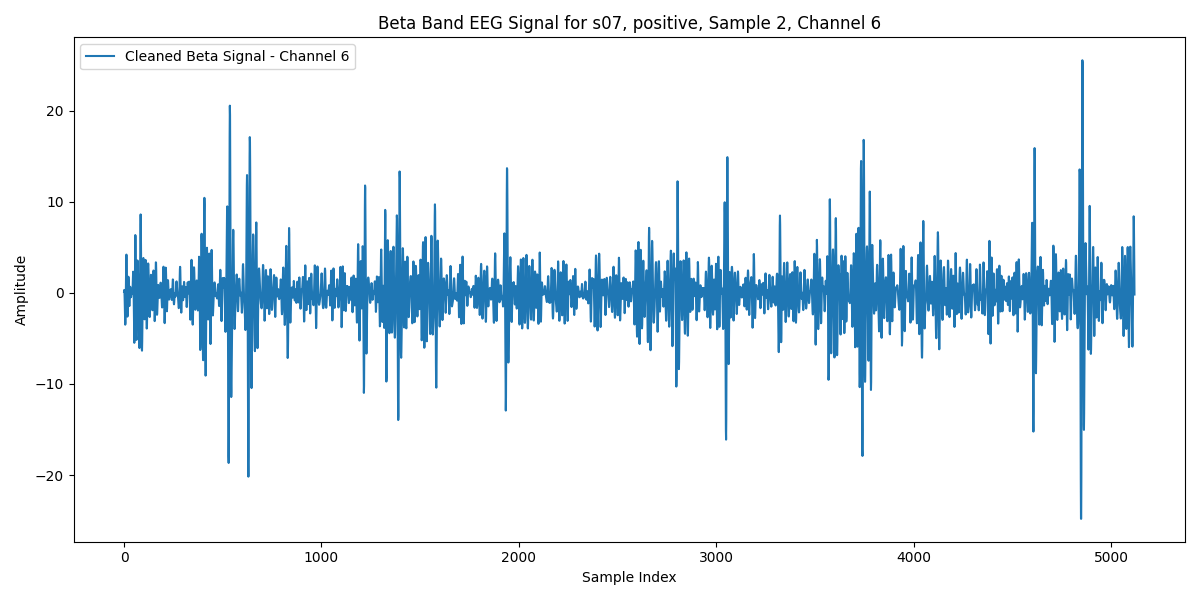 Beta Band EEG Signal for s07, positive, Sample 2, Channel 6
Cleaned Beta Signal - Channel 6
Amplitude
20
10
0
−10
−20
0 1000 2000 3000 4000 5000
Sample Index